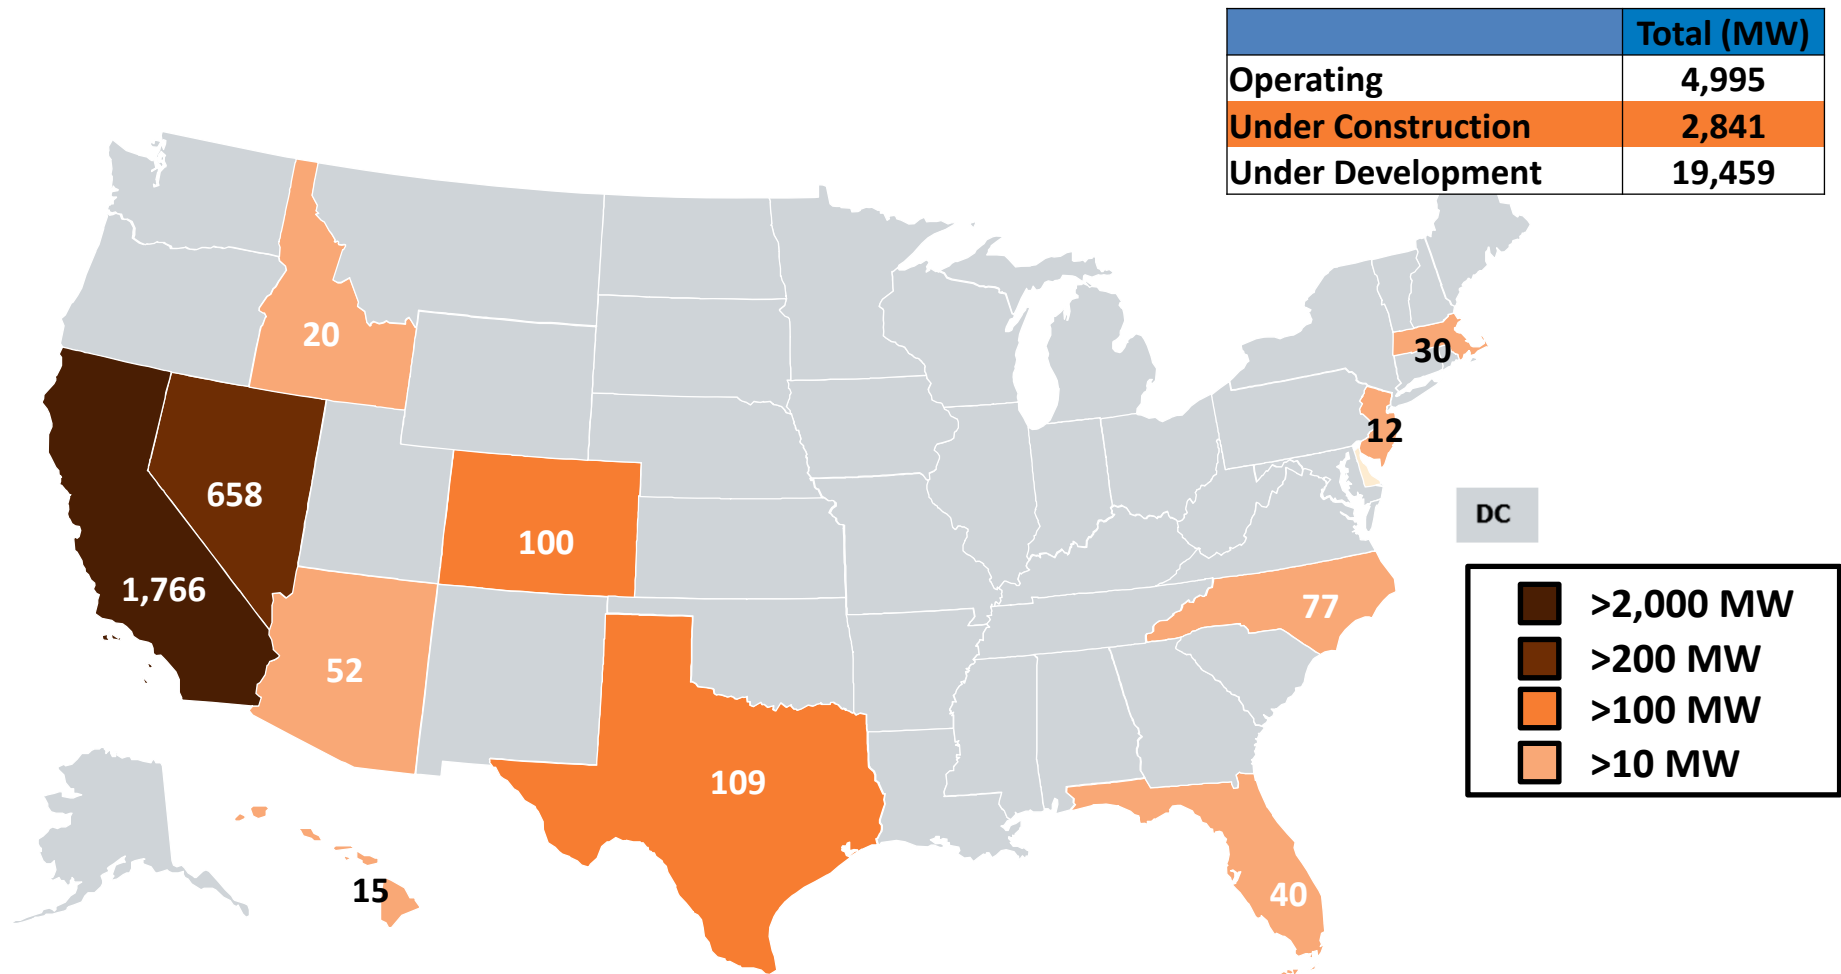 Total (MW)
Operating 4,995
Under Construction 2,841
Under Development 19,459
20
30
12
658
100
DC
1,766
77
52
109
15
40
>2,000 MW
>200 MW
>100 MW
>10 MW